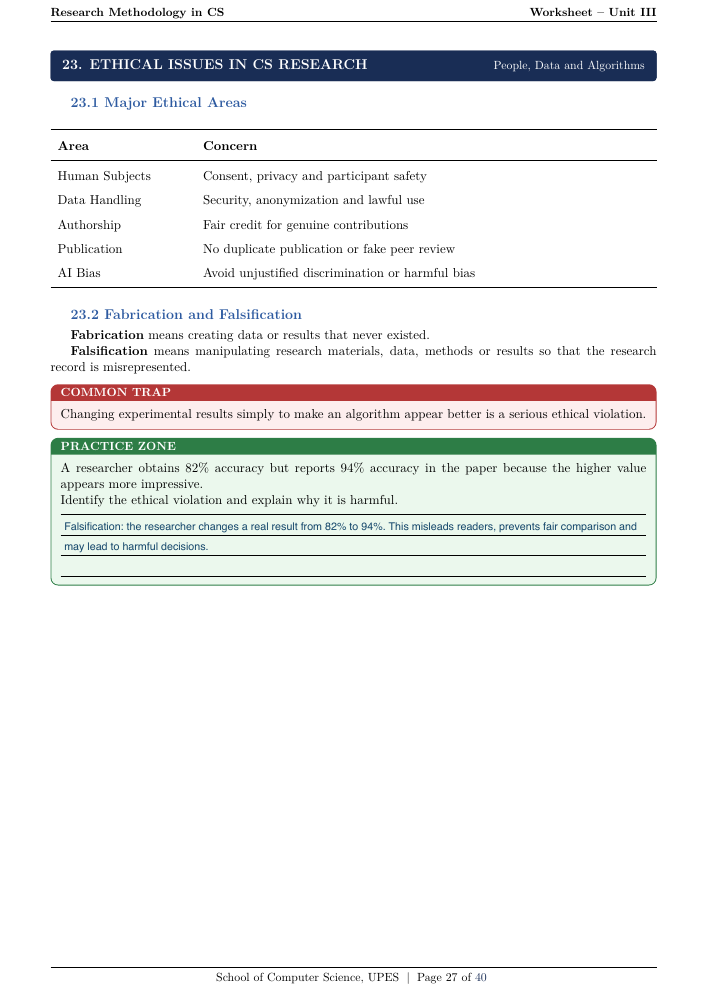 Research Methodology in CS Worksheet – Unit III
23. ETHICAL ISSUES IN CS RESEARCH People, Data and Algorithms
23.1 Major Ethical Areas
Area Concern
Human Subjects Consent, privacy and participant safety
Data Handling Security, anonymization and lawful use
Authorship Fair credit for genuine contributions
Publication No duplicate publication or fake peer review
AI Bias Avoid unjustified discrimination or harmful bias
23.2 Fabrication and Falsification
Fabrication means creating data or results that never existed.
Falsification means manipulating research materials, data, methods or results so that the research
record is misrepresented.
COMMON TRAP
Changing experimental results simply to make an algorithm appear better is a serious ethical violation.
PRACTICE ZONE
A researcher obtains 82% accuracy but reports 94% accuracy in the paper because the higher value
appears more impressive.
Identify the ethical violation and explain why it is harmful.
Falsification: the researcher changes a real result from 82% to 94%. This misleads readers, prevents fair comparison and
may lead to harmful decisions.
School of Computer Science, UPES | Page 27 of 40